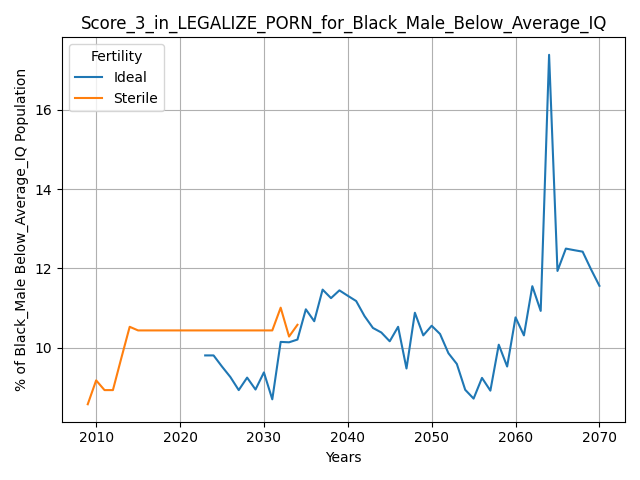 Score_3_in_LEGALIZE_PORN_for_Black_Male_Below_Average_IQ
Fertility
Ideal
Sterile
% of Black_Male Below_Average_IQ Population
16
14
12
10
2010
2020
2030
2040
2050
2060
2070
Years